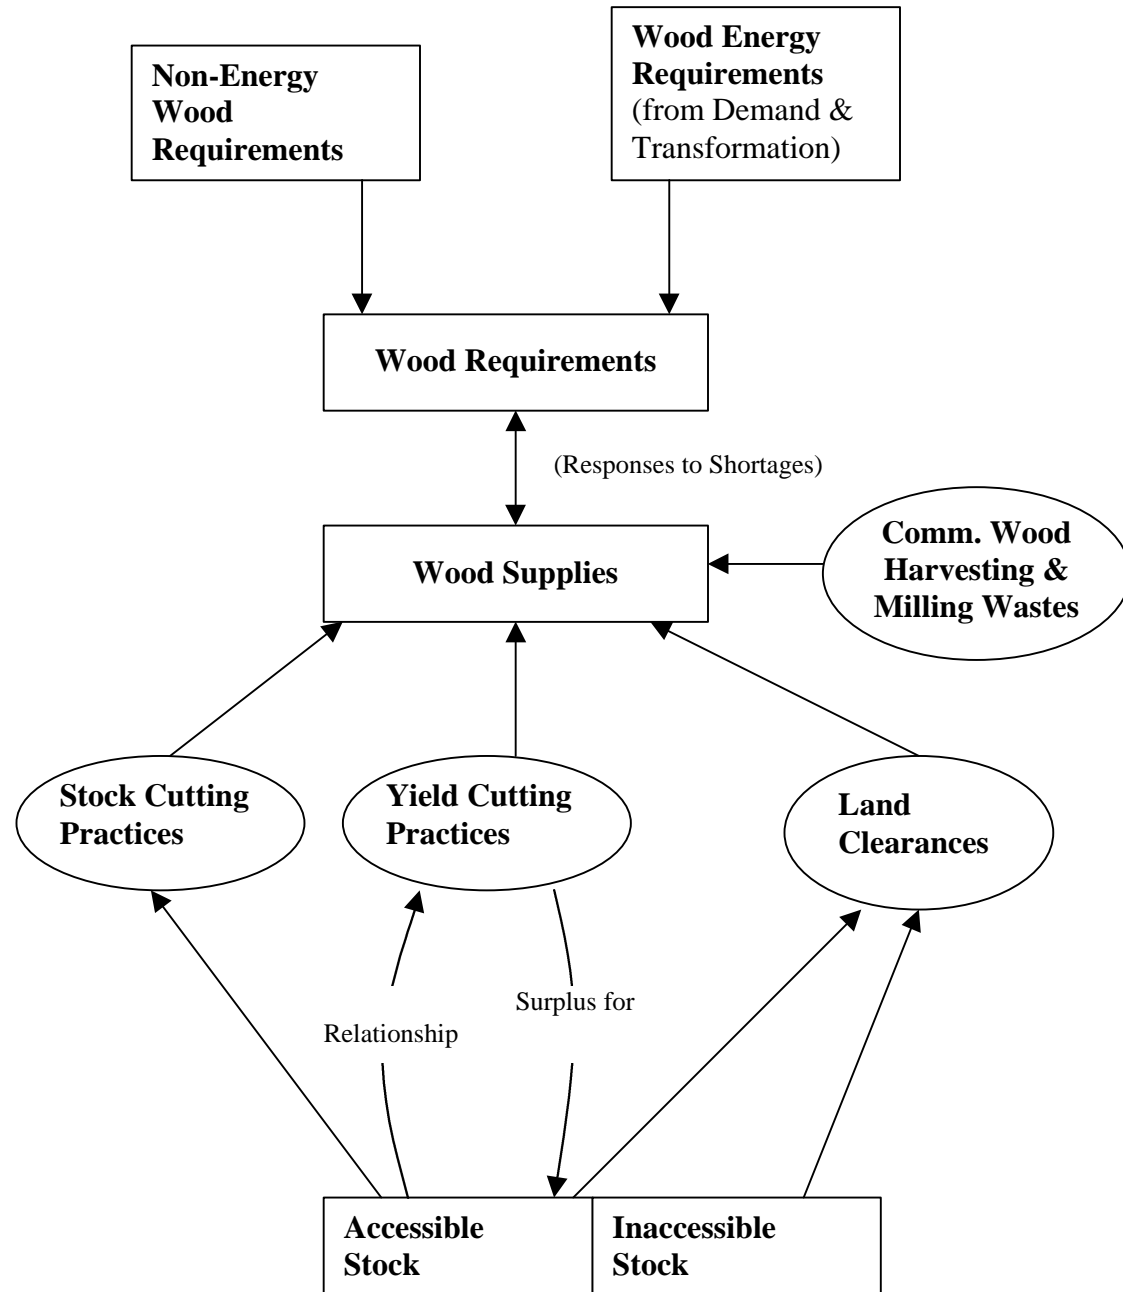 Non-Energy
Wood
Requirements
Wood Energy
Requirements
(from Demand &
Transformation)
Wood Requirements
(Responses to Shortages)
Wood Supplies
Comm. Wood
Harvesting &
Milling Wastes
Stock Cutting
Practices
Yield Cutting
Practices
Land
Clearances
Surplus for
Relationship
Accessible
Stock
Inaccessible
Stock